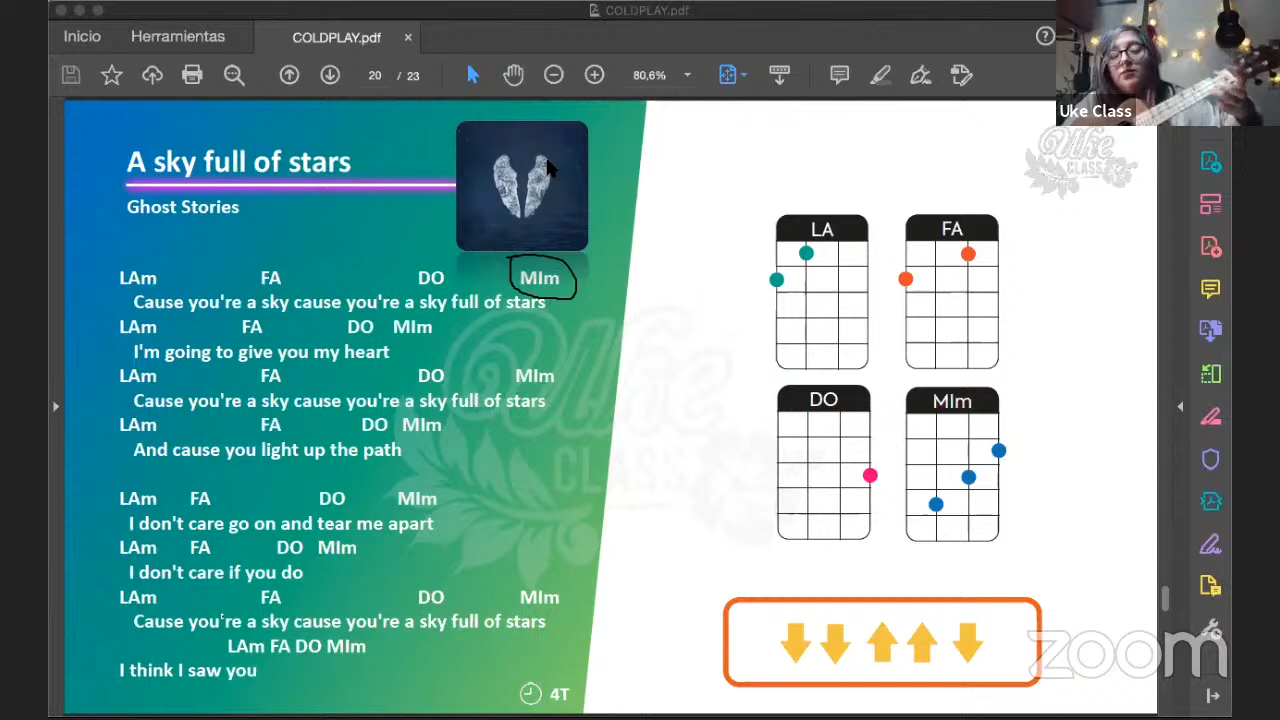 COLDPLAY.pdf
Inicio Herramientas COLDPLAY.pdf ×
20 / 23 80,6%
Uke Class
Uke CLASS
A sky full of stars
Ghost Stories
LAm FA DO MIm
Cause you're a sky cause you're a sky full of stars
LAm FA DO MIm
I'm going to give you my heart
LAm FA DO MIm
Cause you're a sky cause you're a sky full of stars
LAm FA DO MIm
And cause you light up the path
LAm FA DO MIm
I don't care go on and tear me apart
LAm FA DO MIm
I don't care if you do
LAm FA DO MIm
Cause you're a sky cause you're a sky full of stars
LAm FA DO MIm
I think I saw you
4T
LA FA
DO MIm
Uke CLASS
zoom